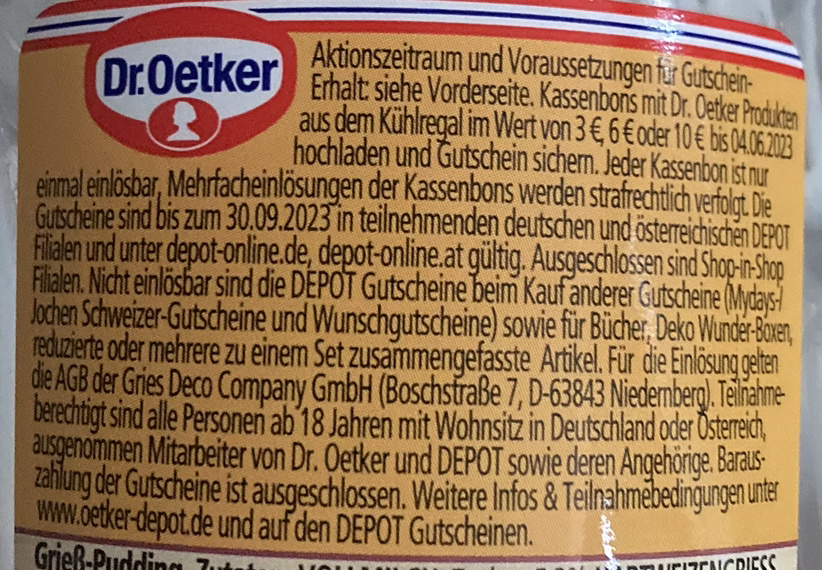 Dr.Oetker
Aktionszeitraum und Voraussetzungen für Gutschein-
Erhalt: siehe Vorderseite. Kassenbons mit Dr. Oetker Produkten
aus dem Kühlregal im Wert von 3 €, 6 € oder 10 € bis 04.06.2023
hochladen und Gutschein sichern. Jeder Kassenbon ist nur
einmal einlösbar, Mehrfacheinlösungen der Kassenbons werden strafrechtlich verfolgt. Die
Gutscheine sind bis zum 30.09.2023 in teilnehmenden deutschen und österreichischen DEPOT
Filialen und unter depot-online.de, depot-online.at gültig. Ausgeschlossen sind Shop-in-Shop
Filialen. Nicht einlösbar sind die DEPOT Gutscheine beim Kauf anderer Gutscheine (Mydays-/
Jochen Schweizer-Gutscheine und Wunschgutscheine) sowie für Bücher, Deko Wunder-Boxen,
reduzierte oder mehrere zu einem Set zusammengefasste Artikel. Für die Einlösung gelten
die AGB der Gries Deco Company GmbH (Boschstraße 7, D-63843 Niedernberg). Teilnahme-
berechtigt sind alle Personen ab 18 Jahren mit Wohnsitz in Deutschland oder Österreich,
ausgenommen Mitarbeiter von Dr. Oetker und DEPOT sowie deren Angehörige. Baraus-
zahlung der Gutscheine ist ausgeschlossen. Weitere Infos & Teilnahmebedingungen unter
www.oetker-depot.de und auf den DEPOT Gutscheinen.
Grieß-Pudding